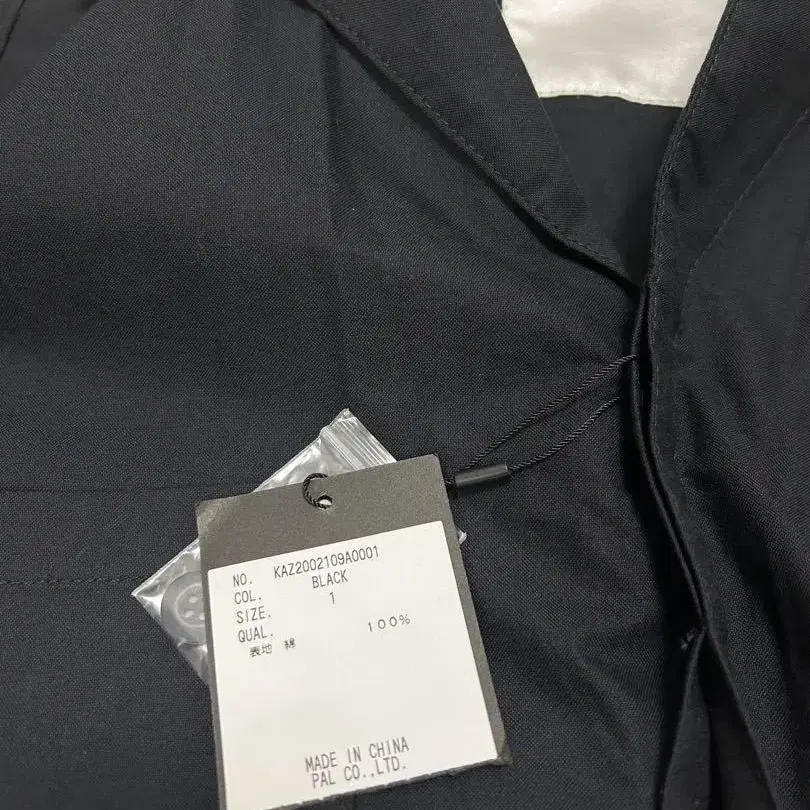 NO. KAZ2002109A0001
COL. BLACK
SIZE. 1
QUAL.
表地 綿 100%
MADE IN CHINA
PAL CO.,LTD.